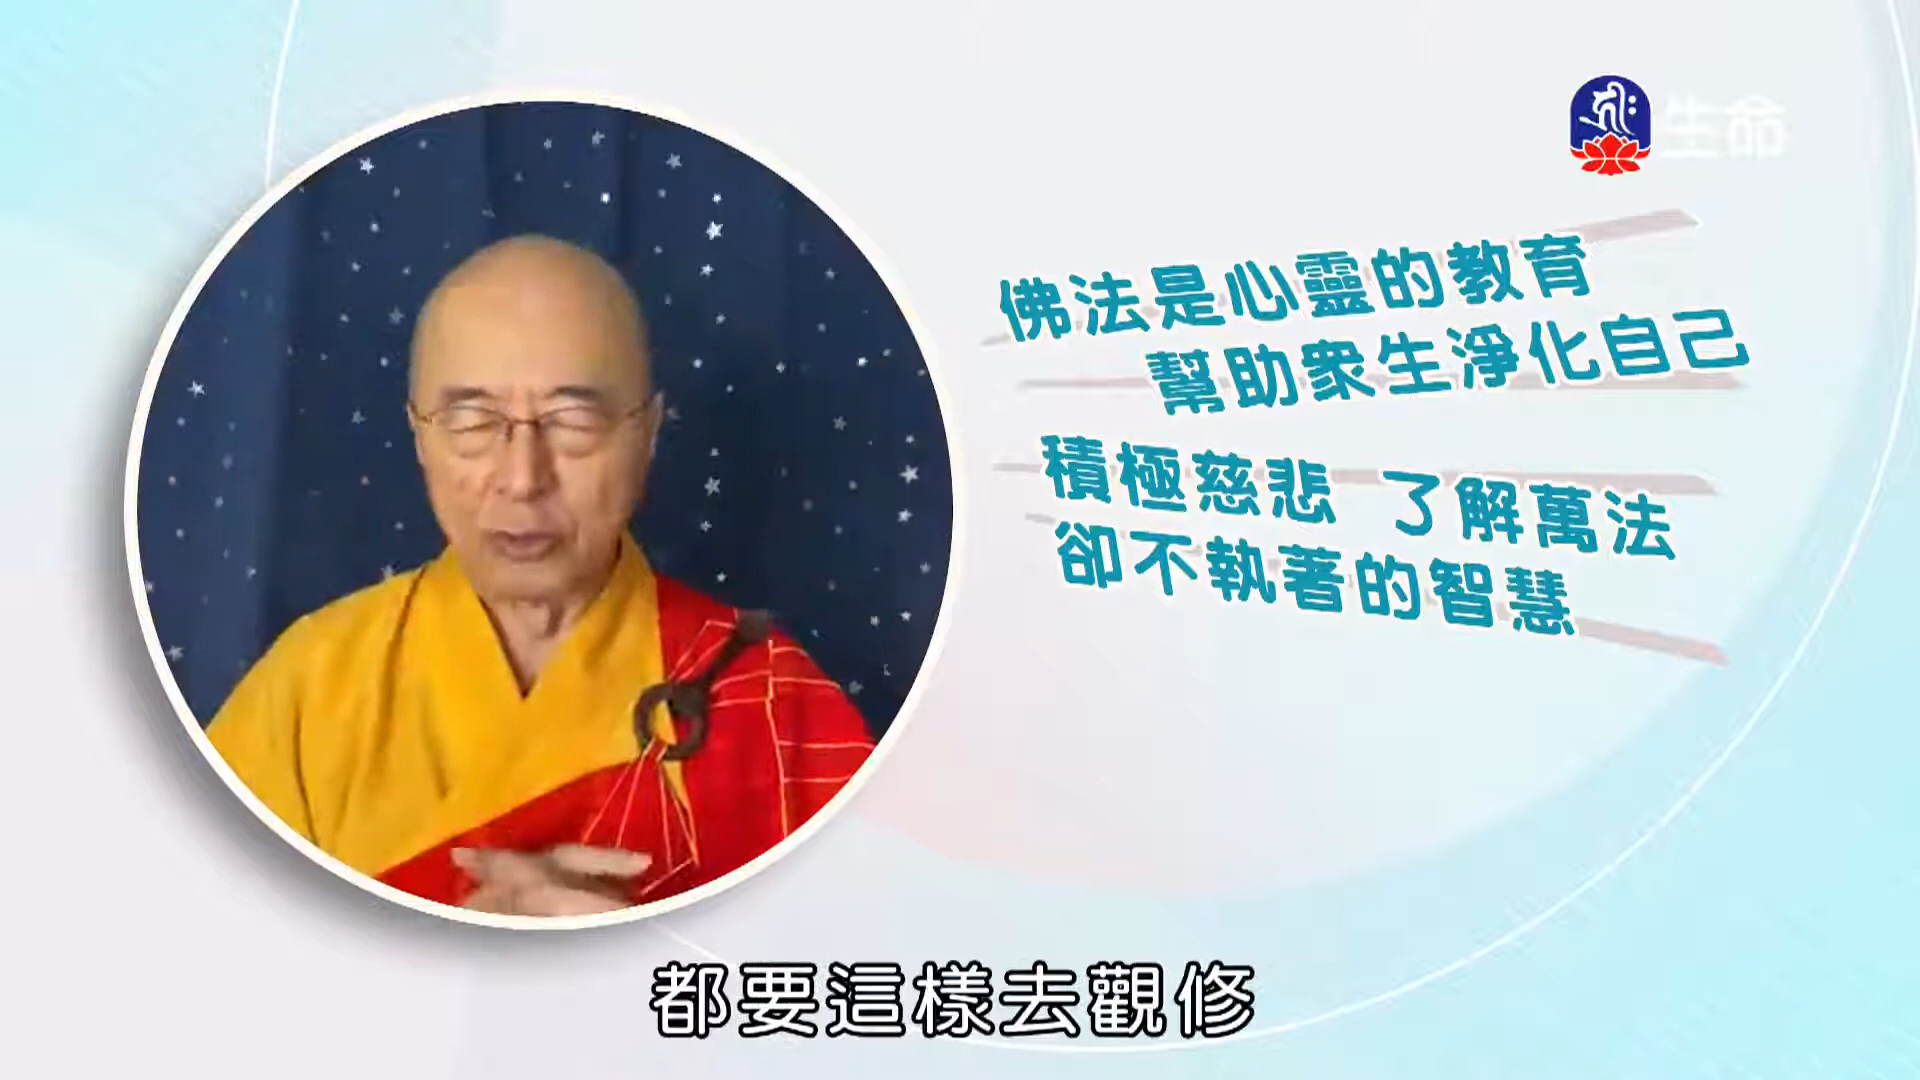 生命
佛法是心靈的教育
幫助衆生淨化自己
積極慈悲 了解萬法
卻不執著的智慧
都要這樣去觀修